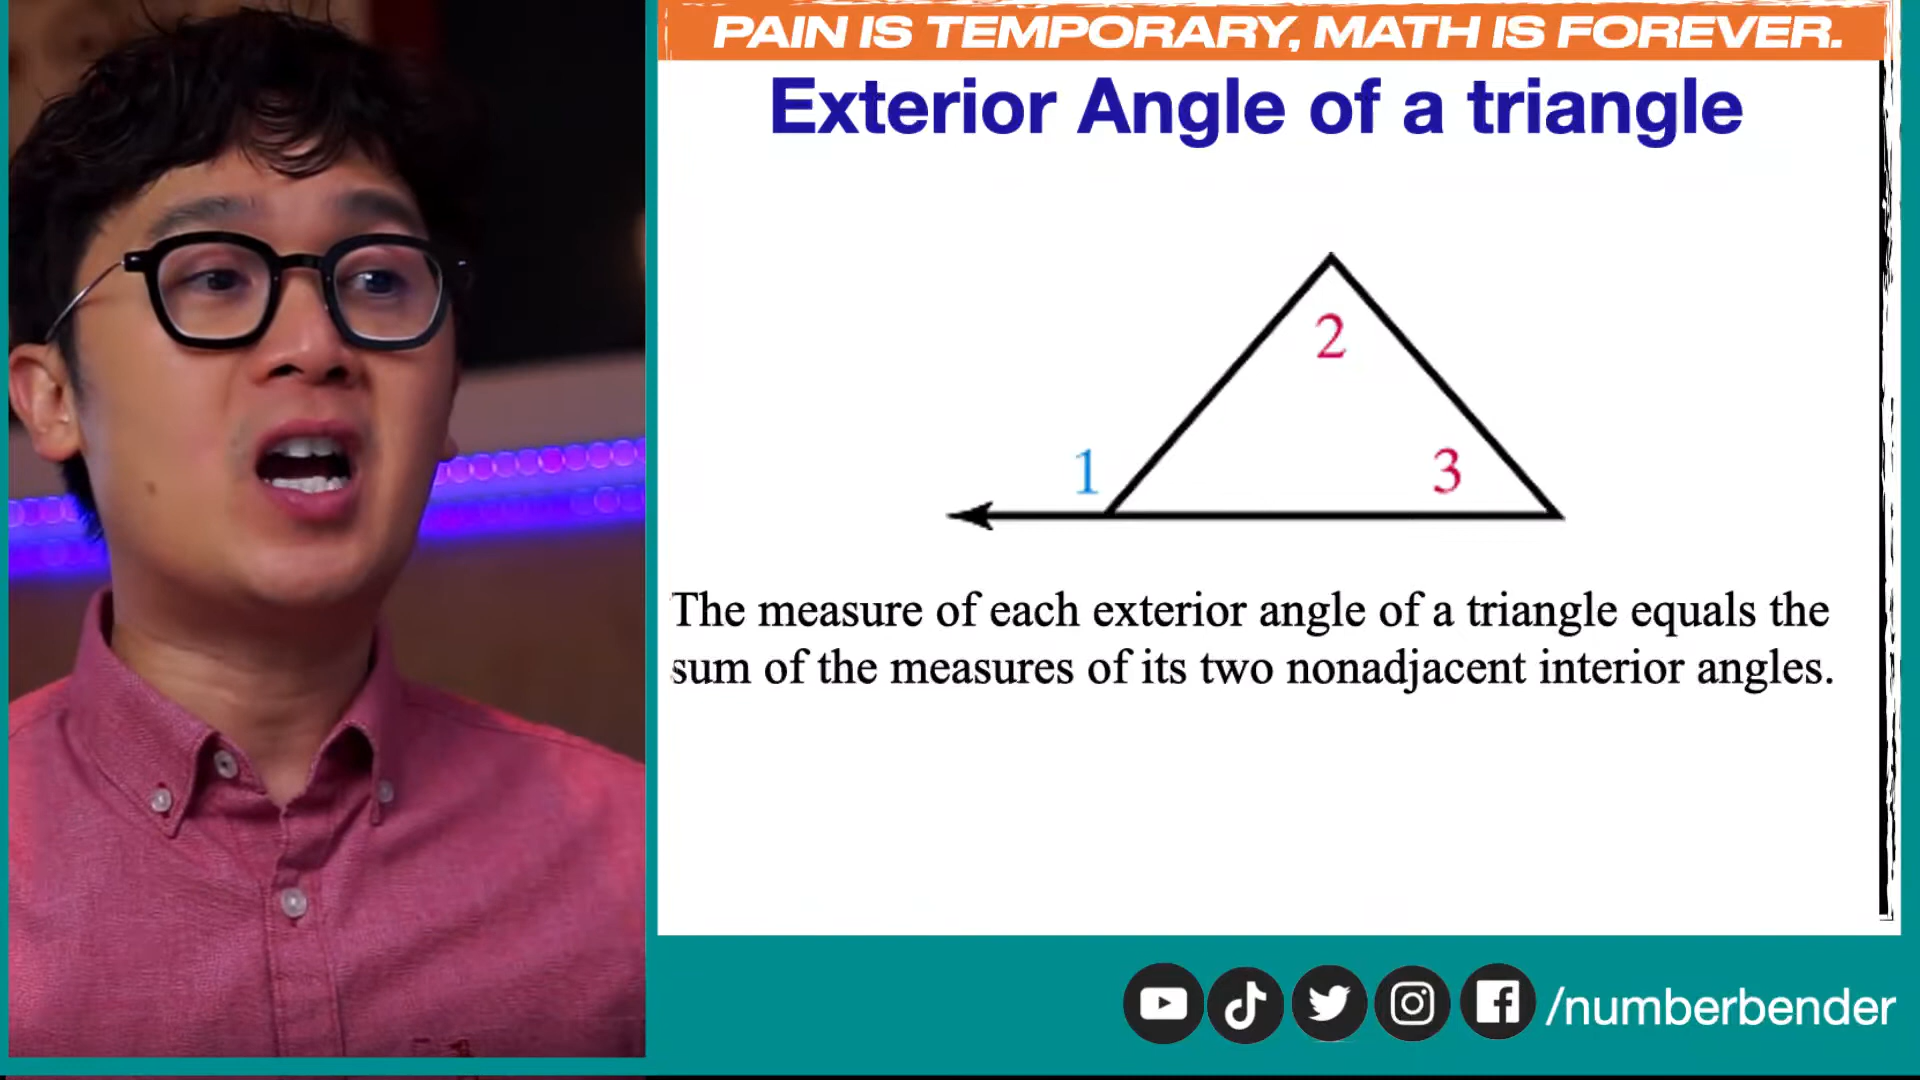 PAIN IS TEMPORARY, MATH IS FOREVER.
Exterior Angle of a triangle
2
1
3
The measure of each exterior angle of a triangle equals the
sum of the measures of its two nonadjacent interior angles.
/numberbender